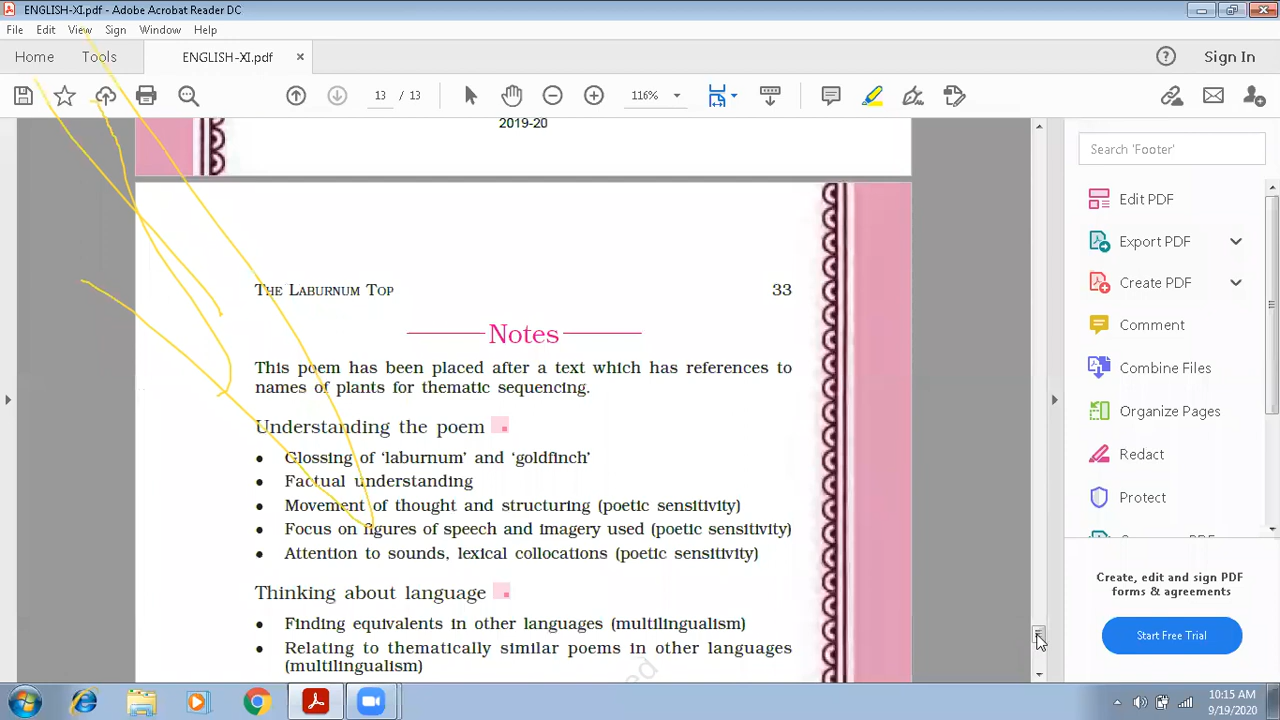 ENGLISH-XI.pdf - Adobe Acrobat Reader DC
File Edit View Sign Window Help
Home Tools ENGLISH-XI.pdf × Sign In
13 / 13 116%
2019-20
Search 'Footer'
Edit PDF
Export PDF
Create PDF
Comment
Combine Files
Organize Pages
Redact
Protect
Create, edit and sign PDF
forms & agreements
Start Free Trial
THE LABURNUM TOP 33
Notes
This poem has been placed after a text which has references to
names of plants for thematic sequencing.
Understanding the poem
• Glossing of ‘laburnum’ and ‘goldfinch’
• Factual understanding
• Movement of thought and structuring (poetic sensitivity)
• Focus on figures of speech and imagery used (poetic sensitivity)
• Attention to sounds, lexical collocations (poetic sensitivity)
Thinking about language
• Finding equivalents in other languages (multilingualism)
• Relating to thematically similar poems in other languages
(multilingualism)
10:15 AM
9/19/2020